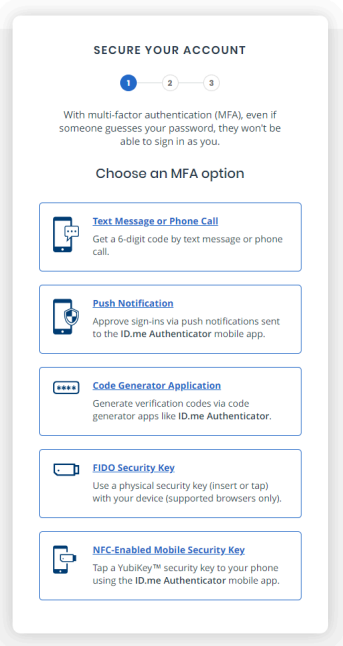 SECURE YOUR ACCOUNT
1 2 3
With multi-factor authentication (MFA), even if
someone guesses your password, they won't be
able to sign in as you.
Choose an MFA option
Text Message or Phone Call
Get a 6-digit code by text message or phone
call.
Push Notification
Approve sign-ins via push notifications sent
to the ID.me Authenticator mobile app.
****
Code Generator Application
Generate verification codes via code
generator apps like ID.me Authenticator.
FIDO Security Key
Use a physical security key (insert or tap)
with your device (supported browsers only).
NFC-Enabled Mobile Security Key
Tap a YubiKey™ security key to your phone
using the ID.me Authenticator mobile app.